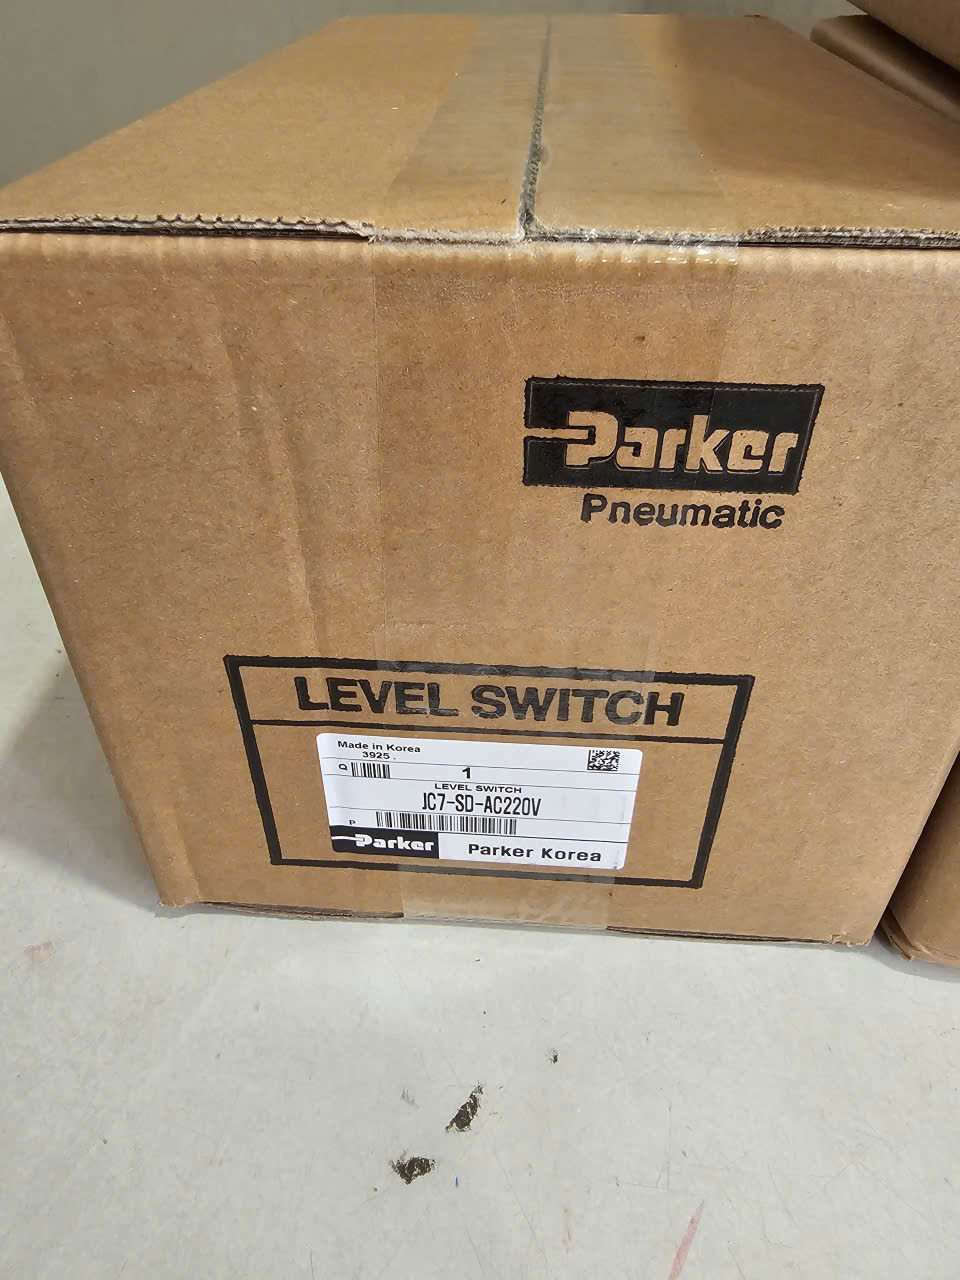 Parker
Pneumatic
LEVEL SWITCH
Made in Korea
3925 .
Q
1
LEVEL SWITCH
JC7-SD-AC220V
P
Parker
Parker Korea